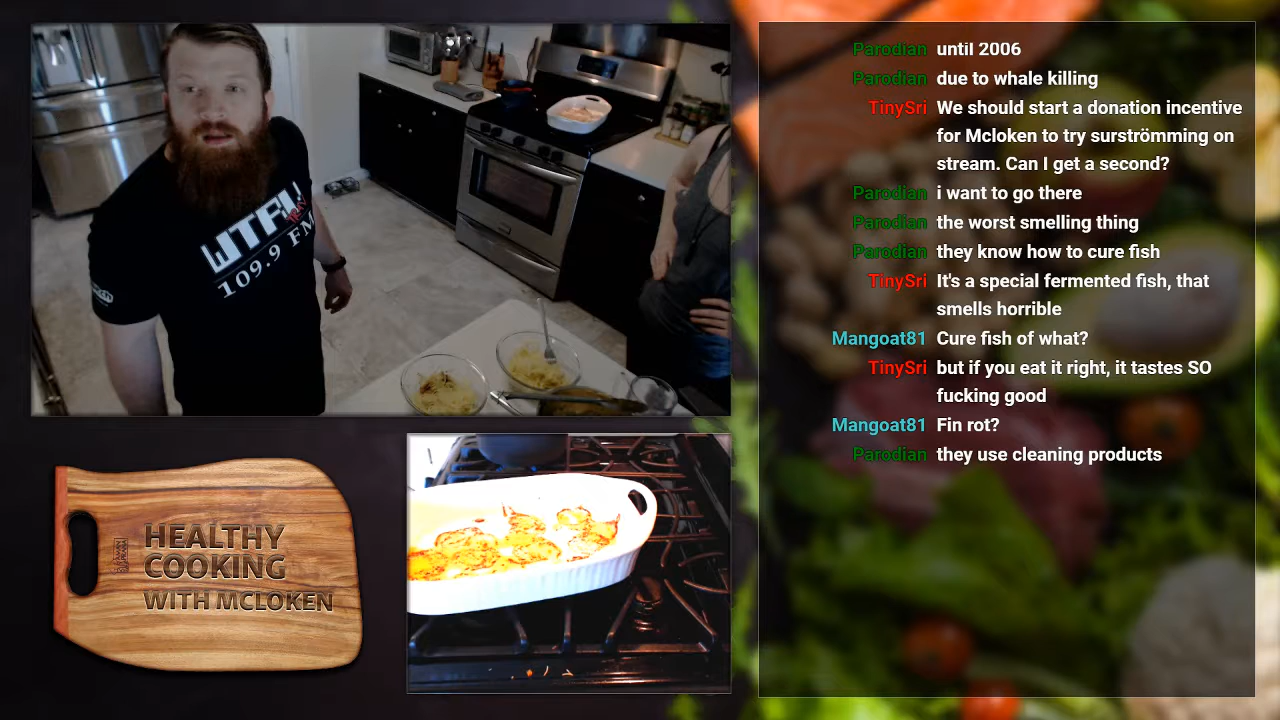 WTFU
109.9 FM
HEALTHY
COOKING
WITH MCLOKEN
Parodian until 2006
Parodian due to whale killing
TinySri We should start a donation incentive
for Mcloken to try surströmming on
stream. Can I get a second?
Parodian i want to go there
Parodian the worst smelling thing
Parodian they know how to cure fish
TinySri It's a special fermented fish, that
smells horrible
Mangoat81 Cure fish of what?
TinySri but if you eat it right, it tastes SO
fucking good
Mangoat81 Fin rot?
Parodian they use cleaning products